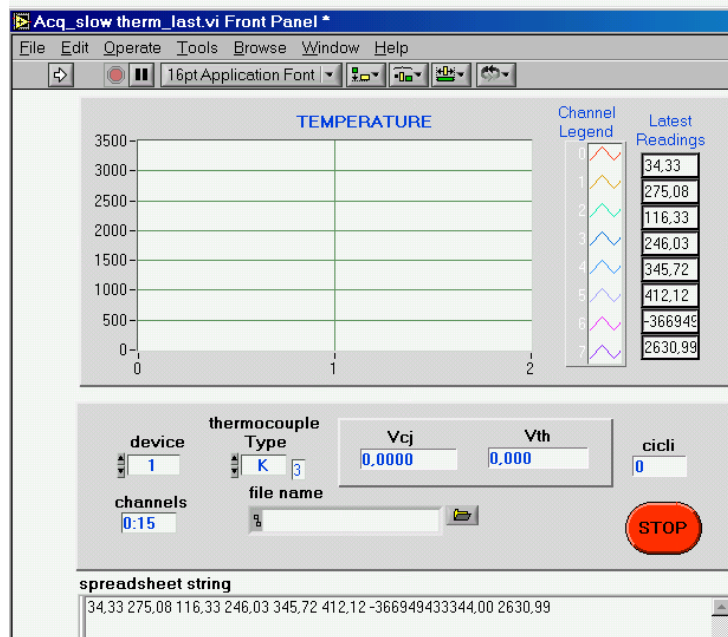 Acq_slow therm_last.vi Front Panel *
File Edit Operate Tools Browse Window Help
16pt Application Font
TEMPERATURE
Channel Legend
Latest Readings
3500
3000
2500
2000
1500
1000
500
0
0 1 2
0
1
2
3
4
5
6
7
34,33
275,08
116,33
246,03
345,72
412,12
-366949
2630,99
device
1
thermocouple Type
K 3
Vcj
0,0000
Vth
0,000
cicli
0
channels
0:15
file name
STOP
spreadsheet string
34,33 275,08 116,33 246,03 345,72 412,12 -366949433344,00 2630,99